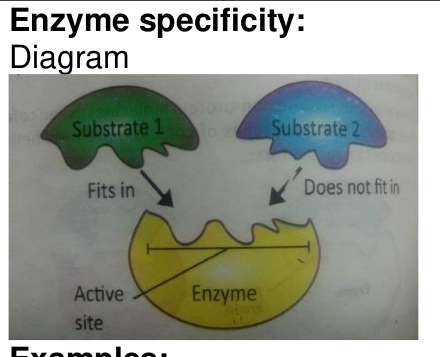 Enzyme specificity:
Diagram
Substrate 1
Substrate 2
Fits in
Does not fit in
Active
site
Enzyme
Examples: